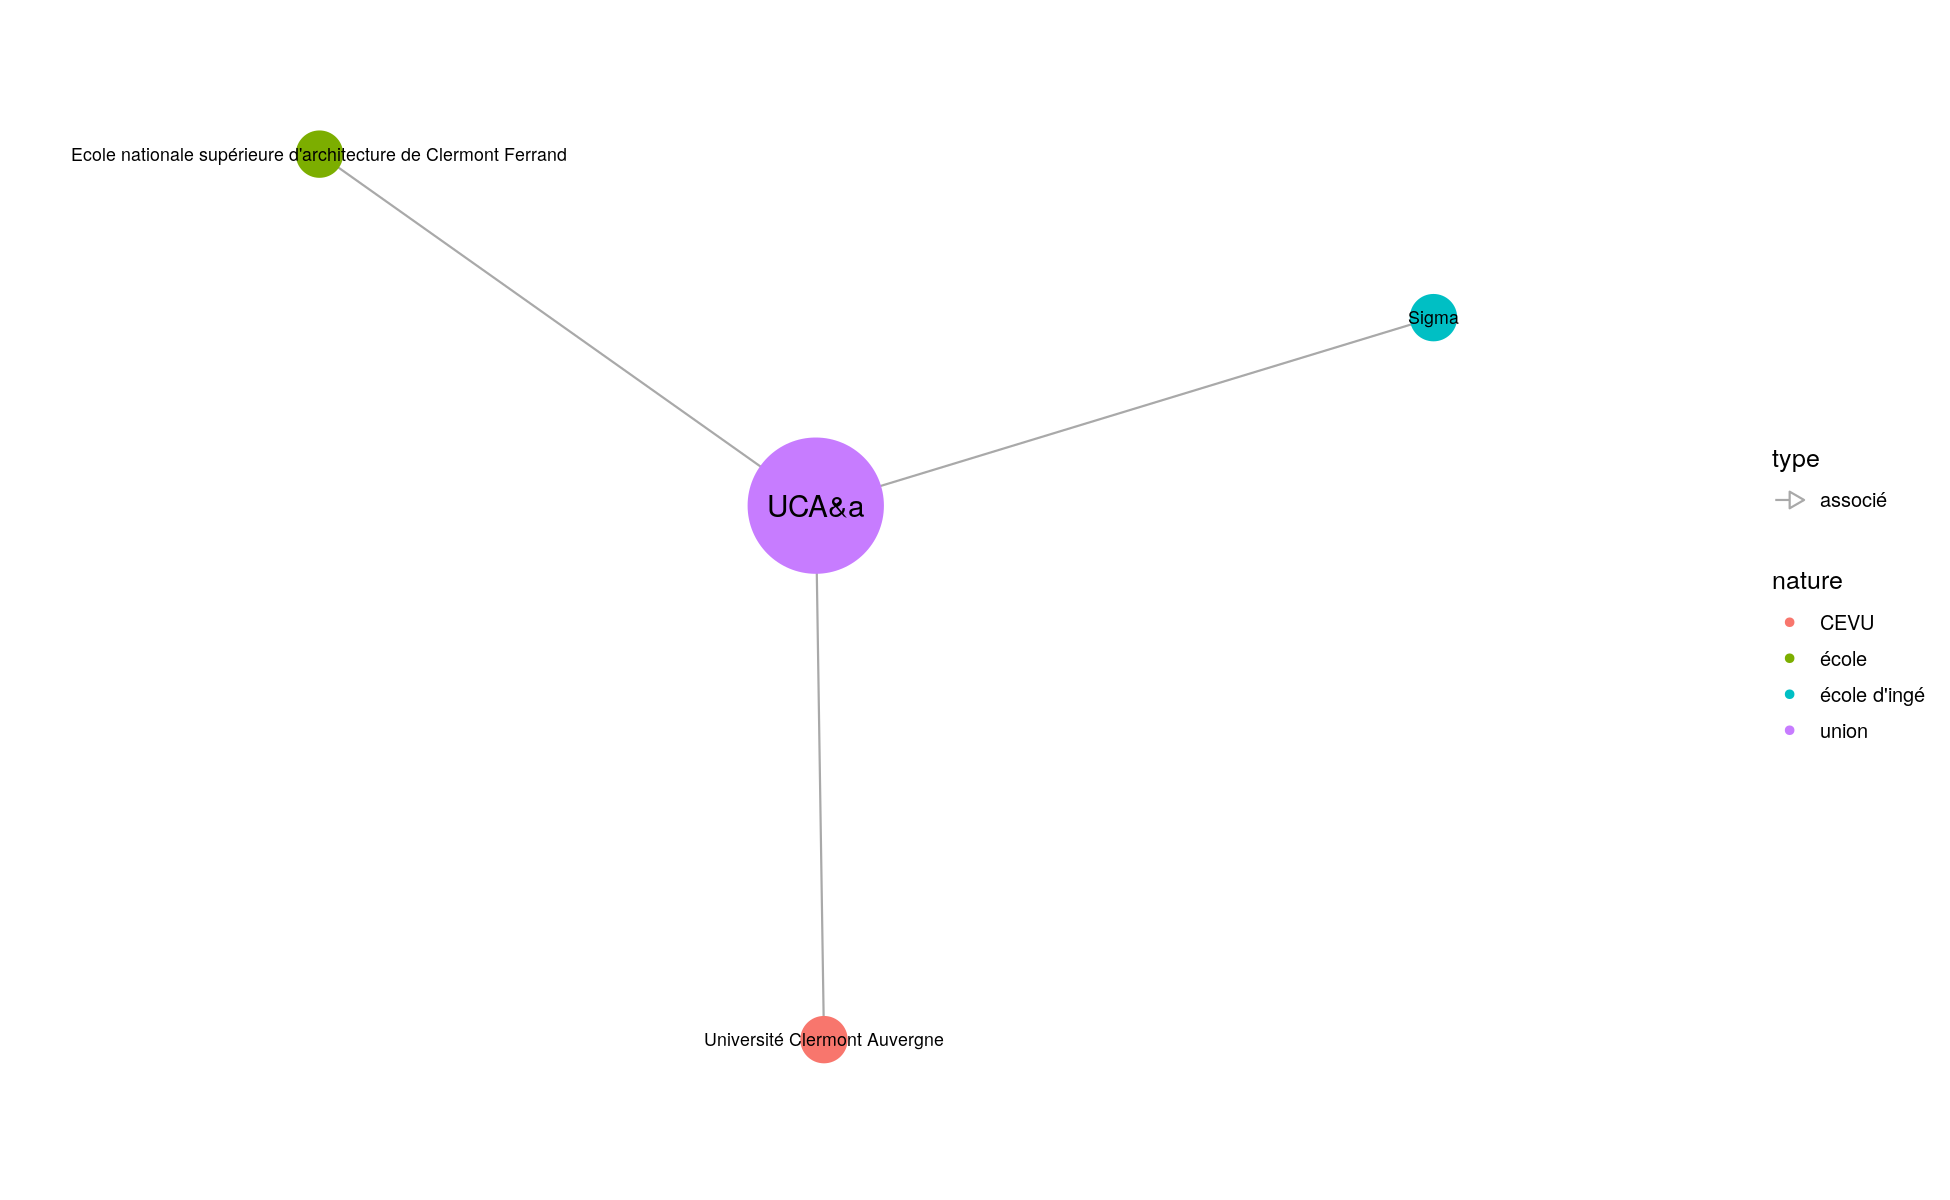 Ecole nationale supérieure d'architecture de Clermont Ferrand
Sigma
UCA&a
Université Clermont Auvergne
type
associé
nature
CEVU
école
école d'ingé
union